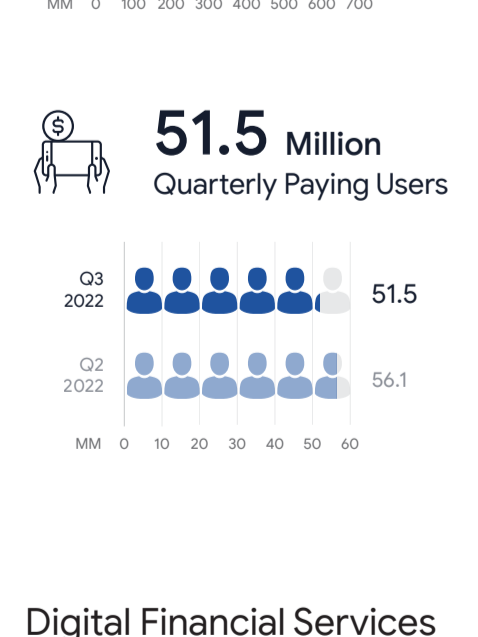 MM 0 100 200 300 400 500 600 700
$
51.5 Million
Quarterly Paying Users
Q3
2022
51.5
Q2
2022
56.1
MM 0 10 20 30 40 50 60
Digital Financial Services